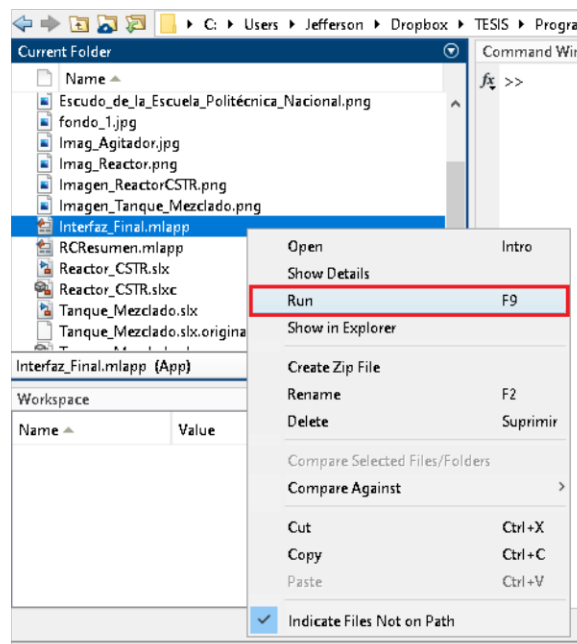 C: ▸ Users ▸ Jefferson ▸ Dropbox ▸ TESIS ▸ Progra
Current Folder
Command Win
Name
fx >>
Escudo_de_la_Escuela_Politécnica_Nacional.png
fondo_1.jpg
Imag_Agitador.jpg
Imag_Reactor.png
Imagen_ReactorCSTR.png
Imagen_Tanque_Mezclado.png
Interfaz_Final.mlapp
RCResumen.mlapp
Reactor_CSTR.slx
Reactor_CSTR.slxc
Tanque_Mezclado.slx
Tanque_Mezclado.slx.origina
Interfaz_Final.mlapp (App)
Workspace
Name Value
Open Intro
Show Details
Run F9
Show in Explorer
Create Zip File
Rename F2
Delete Suprimir
Compare Selected Files/Folders
Compare Against >
Cut Ctrl+X
Copy Ctrl+C
Paste Ctrl+V
Indicate Files Not on Path